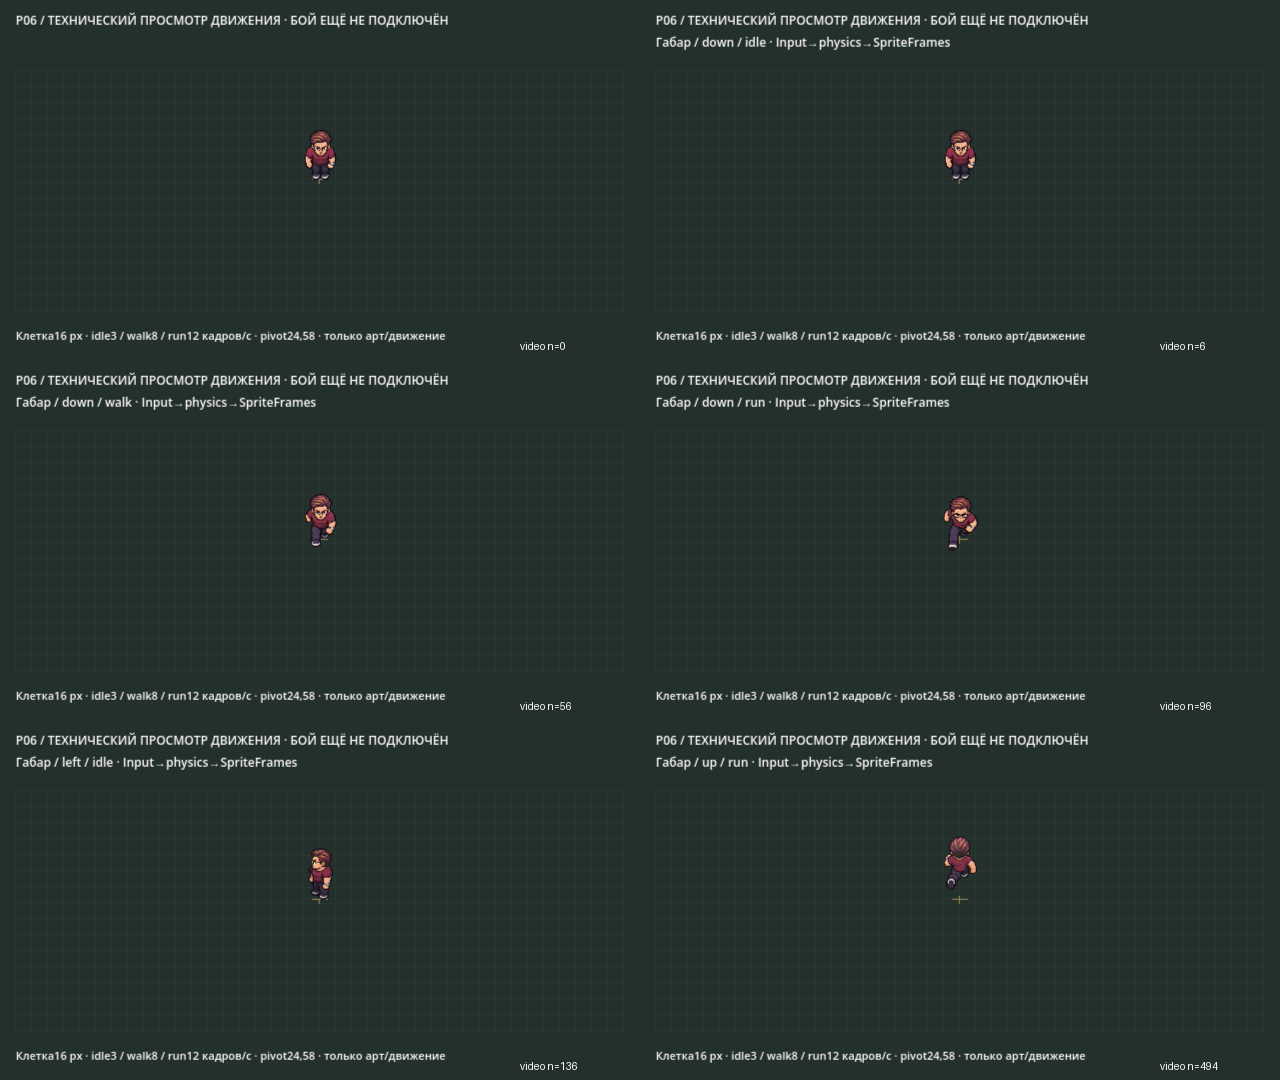 P06 / ТЕХНИЧЕСКИЙ ПРОСМОТР ДВИЖЕНИЯ · БОЙ ЕЩЁ НЕ ПОДКЛЮЧЁН
Клетка16 px · idle3 / walk8 / run12 кадров/с · pivot24,58 · только арт/движение
video n=0
P06 / ТЕХНИЧЕСКИЙ ПРОСМОТР ДВИЖЕНИЯ · БОЙ ЕЩЁ НЕ ПОДКЛЮЧЁН
Габар / down / idle · Input→physics→SpriteFrames
Клетка16 px · idle3 / walk8 / run12 кадров/с · pivot24,58 · только арт/движение
video n=6
P06 / ТЕХНИЧЕСКИЙ ПРОСМОТР ДВИЖЕНИЯ · БОЙ ЕЩЁ НЕ ПОДКЛЮЧЁН
Габар / down / walk · Input→physics→SpriteFrames
Клетка16 px · idle3 / walk8 / run12 кадров/с · pivot24,58 · только арт/движение
video n=56
P06 / ТЕХНИЧЕСКИЙ ПРОСМОТР ДВИЖЕНИЯ · БОЙ ЕЩЁ НЕ ПОДКЛЮЧЁН
Габар / down / run · Input→physics→SpriteFrames
Клетка16 px · idle3 / walk8 / run12 кадров/с · pivot24,58 · только арт/движение
video n=96
P06 / ТЕХНИЧЕСКИЙ ПРОСМОТР ДВИЖЕНИЯ · БОЙ ЕЩЁ НЕ ПОДКЛЮЧЁН
Габар / left / idle · Input→physics→SpriteFrames
Клетка16 px · idle3 / walk8 / run12 кадров/с · pivot24,58 · только арт/движение
video n=136
P06 / ТЕХНИЧЕСКИЙ ПРОСМОТР ДВИЖЕНИЯ · БОЙ ЕЩЁ НЕ ПОДКЛЮЧЁН
Габар / up / run · Input→physics→SpriteFrames
Клетка16 px · idle3 / walk8 / run12 кадров/с · pivot24,58 · только арт/движение
video n=494